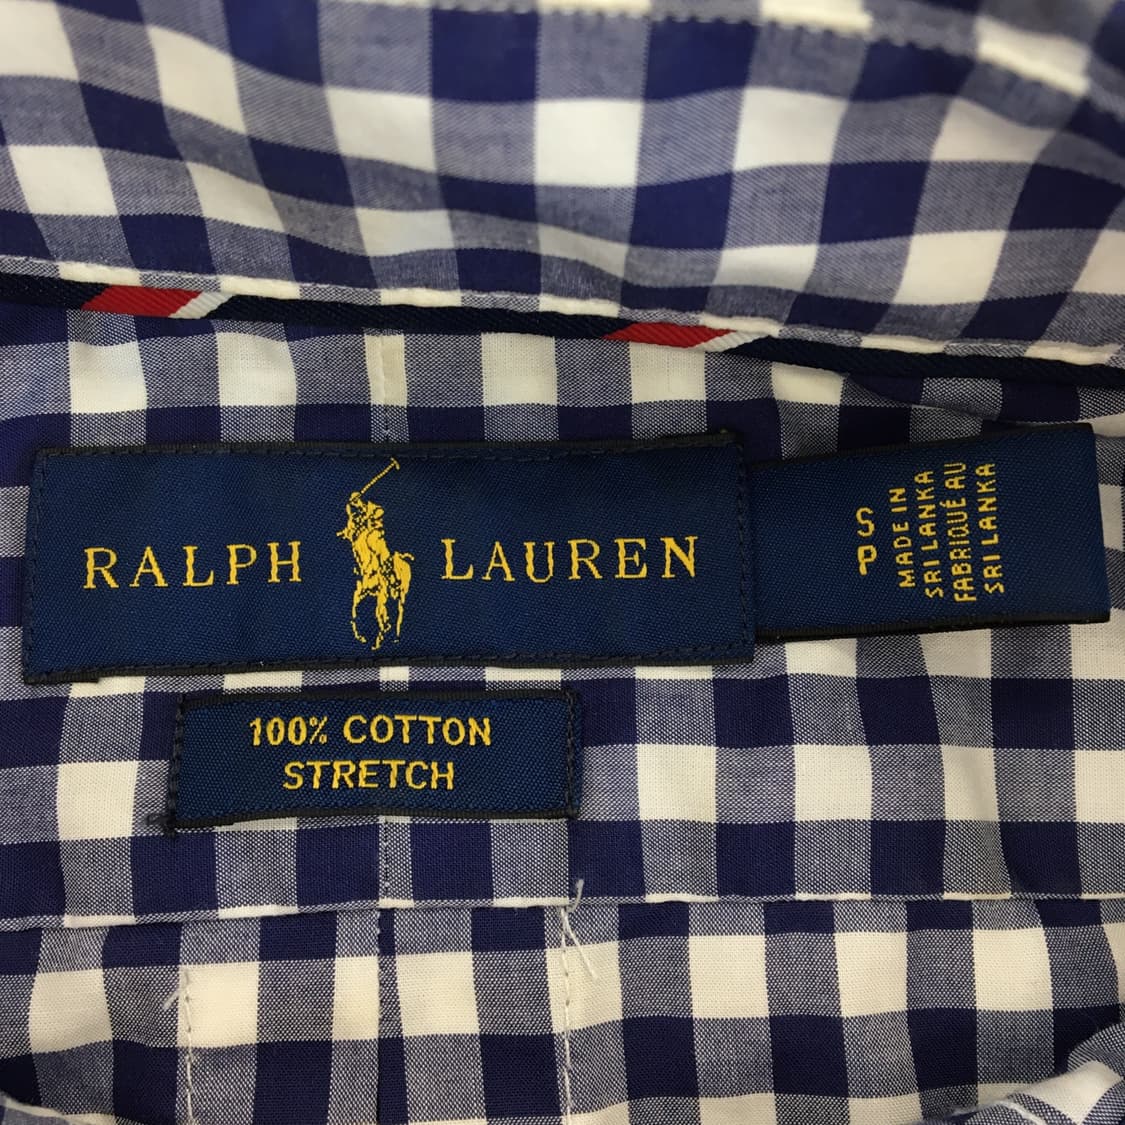 RALPH LAUREN
S
P
MADE IN
SRI LANKA
FABRIQUÉ AU
SRI LANKA
100% COTTON
STRETCH